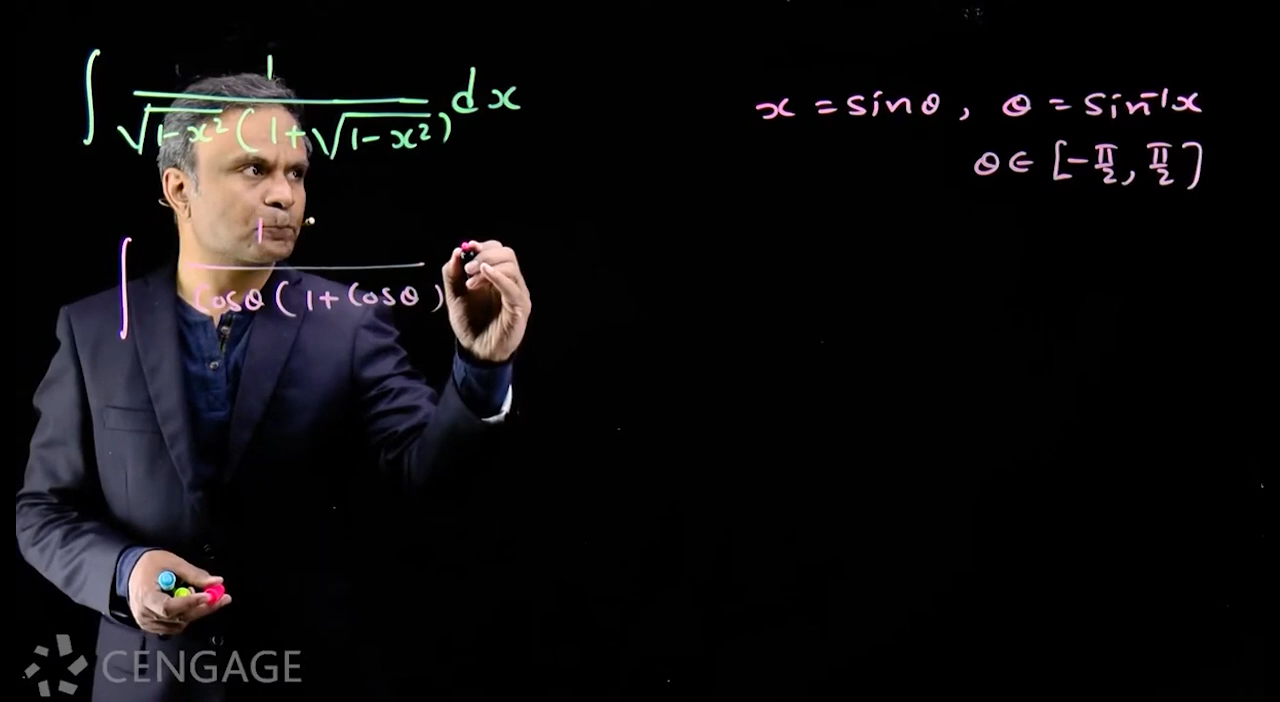 ∫ 1 / √1-x² (1+√1-x²) dx
x = sinθ, θ = sin⁻¹x
θ ∈ [-π/2, π/2]
∫ 1 / cosθ (1+cosθ)
CENGAGE